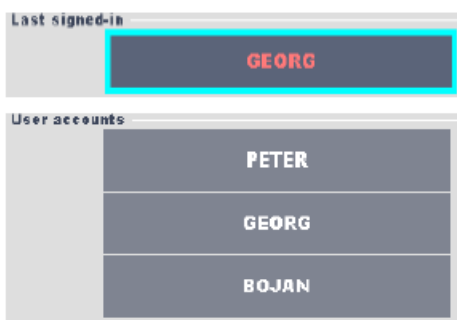 Last signed-in
GEORG
User accounts
PETER
GEORG
BOJAN